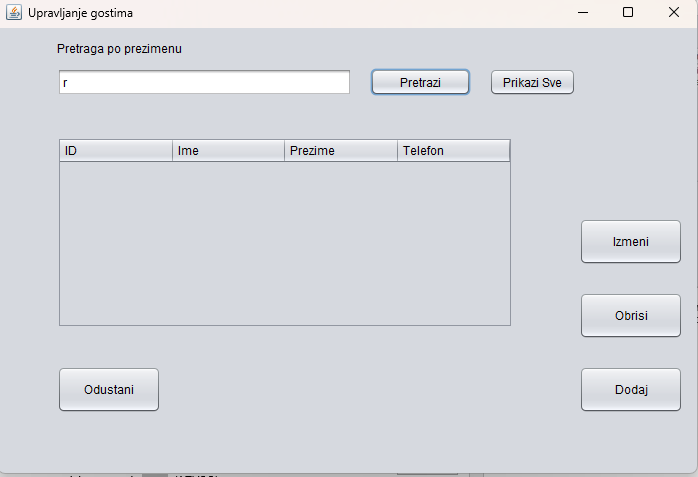 Upravljanje gostima
Pretraga po prezimenu
r
Pretrazi
Prikazi Sve
ID Ime Prezime Telefon
Izmeni
Obrisi
Odustani
Dodaj